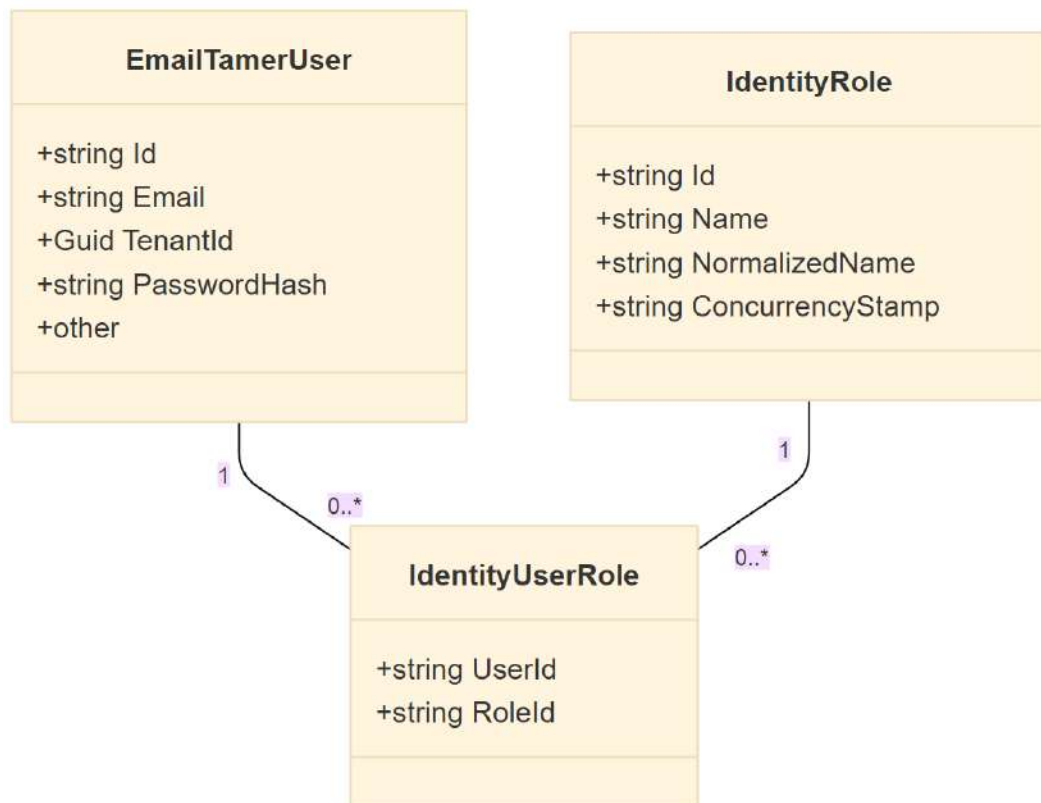 EmailTamerUser
+string Id
+string Email
+Guid TenantId
+string PasswordHash
+other
IdentityRole
+string Id
+string Name
+string NormalizedName
+string ConcurrencyStamp
1
0..*
1
0..*
IdentityUserRole
+string UserId
+string RoleId